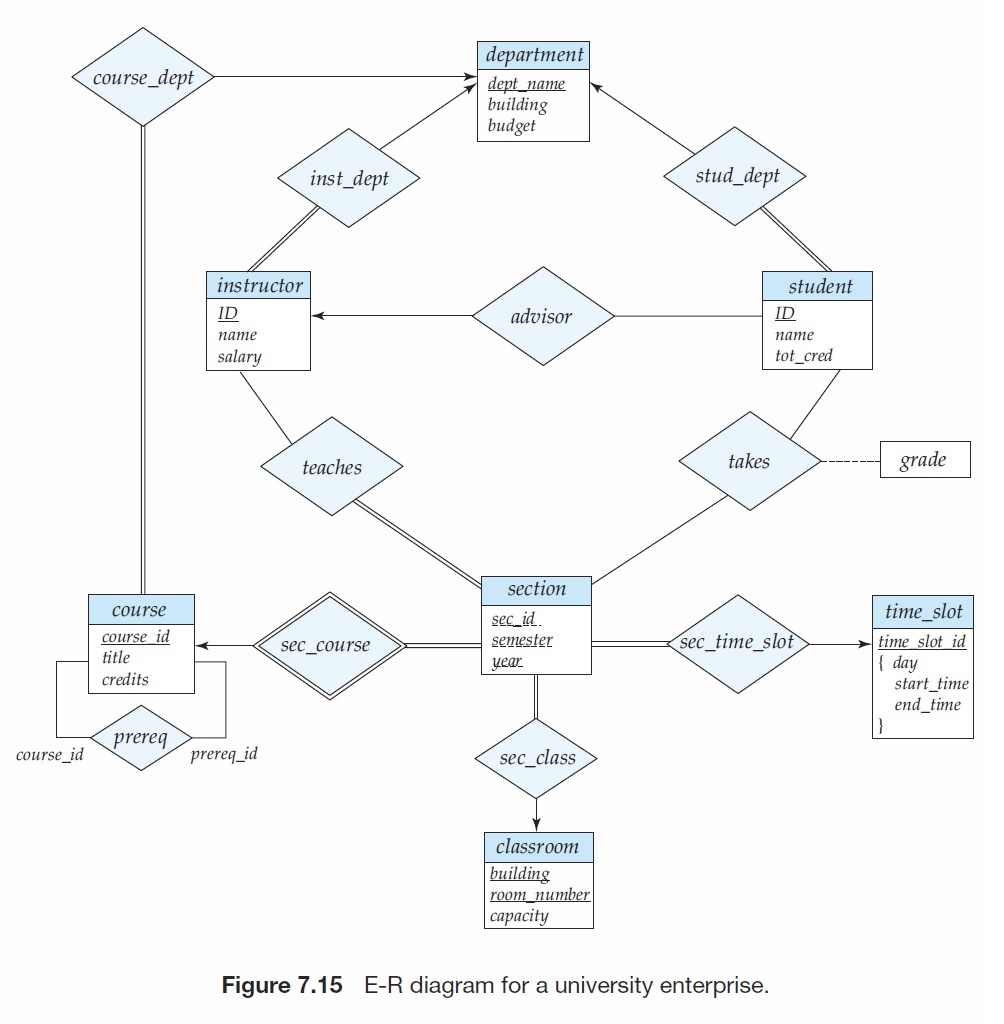 course_dept
department
dept_name
building
budget
inst_dept
stud_dept
instructor
ID
name
salary
advisor
student
ID
name
tot_cred
teaches
takes
grade
course
course_id
title
credits
sec_course
section
sec_id
semester
year
sec_time_slot
time_slot
time_slot_id
{ day
start_time
end_time
}
prereq
course_id
prereq_id
sec_class
classroom
building
room_number
capacity
Figure 7.15 E-R diagram for a university enterprise.